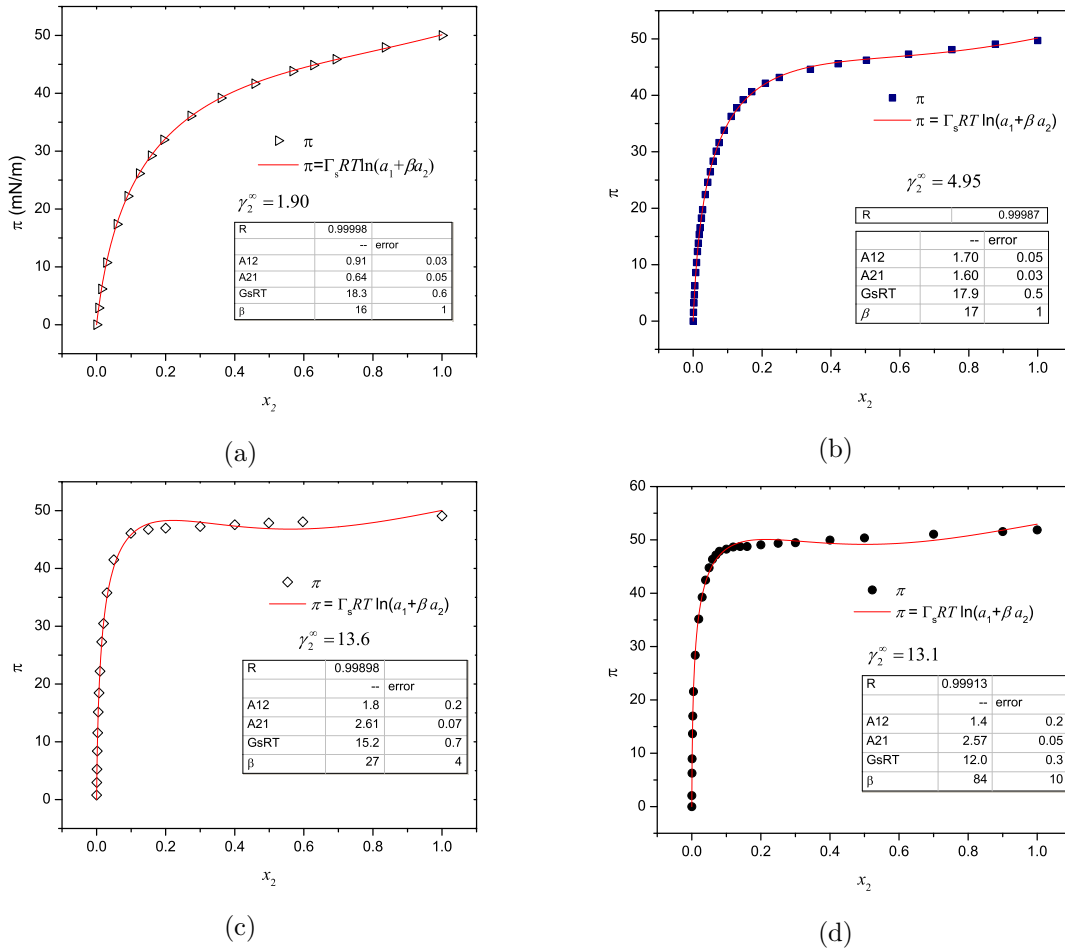 50
40
30
20
10
0
π (mN/m)
π
π=ΓₛRTln(a₁+βa₂)
γ₂^∞ = 1.90
R 0.99998
-- error
A12 0.91 0.03
A21 0.64 0.05
GsRT 18.3 0.6
β 16 1
0.0 0.2 0.4 0.6 0.8 1.0
x₂
(a)
50
40
30
20
10
0
π
π
π = ΓₛRT ln(a₁+β a₂)
γ₂^∞ = 4.95
R 0.99987
-- error
A12 1.70 0.05
A21 1.60 0.03
GsRT 17.9 0.5
β 17 1
0.0 0.2 0.4 0.6 0.8 1.0
x₂
(b)
50
40
30
20
10
0
π
π
π = ΓₛRT ln(a₁+β a₂)
γ₂^∞ = 13.6
R 0.99898
-- error
A12 1.8 0.2
A21 2.61 0.07
GsRT 15.2 0.7
β 27 4
0.0 0.2 0.4 0.6 0.8 1.0
x₂
(c)
60
50
40
30
20
10
0
π
π
π = ΓₛRT ln(a₁+β a₂)
γ₂^∞ = 13.1
R 0.99913
-- error
A12 1.4 0.2
A21 2.57 0.05
GsRT 12.0 0.3
β 84 10
0.0 0.2 0.4 0.6 0.8 1.0
x₂
(d)